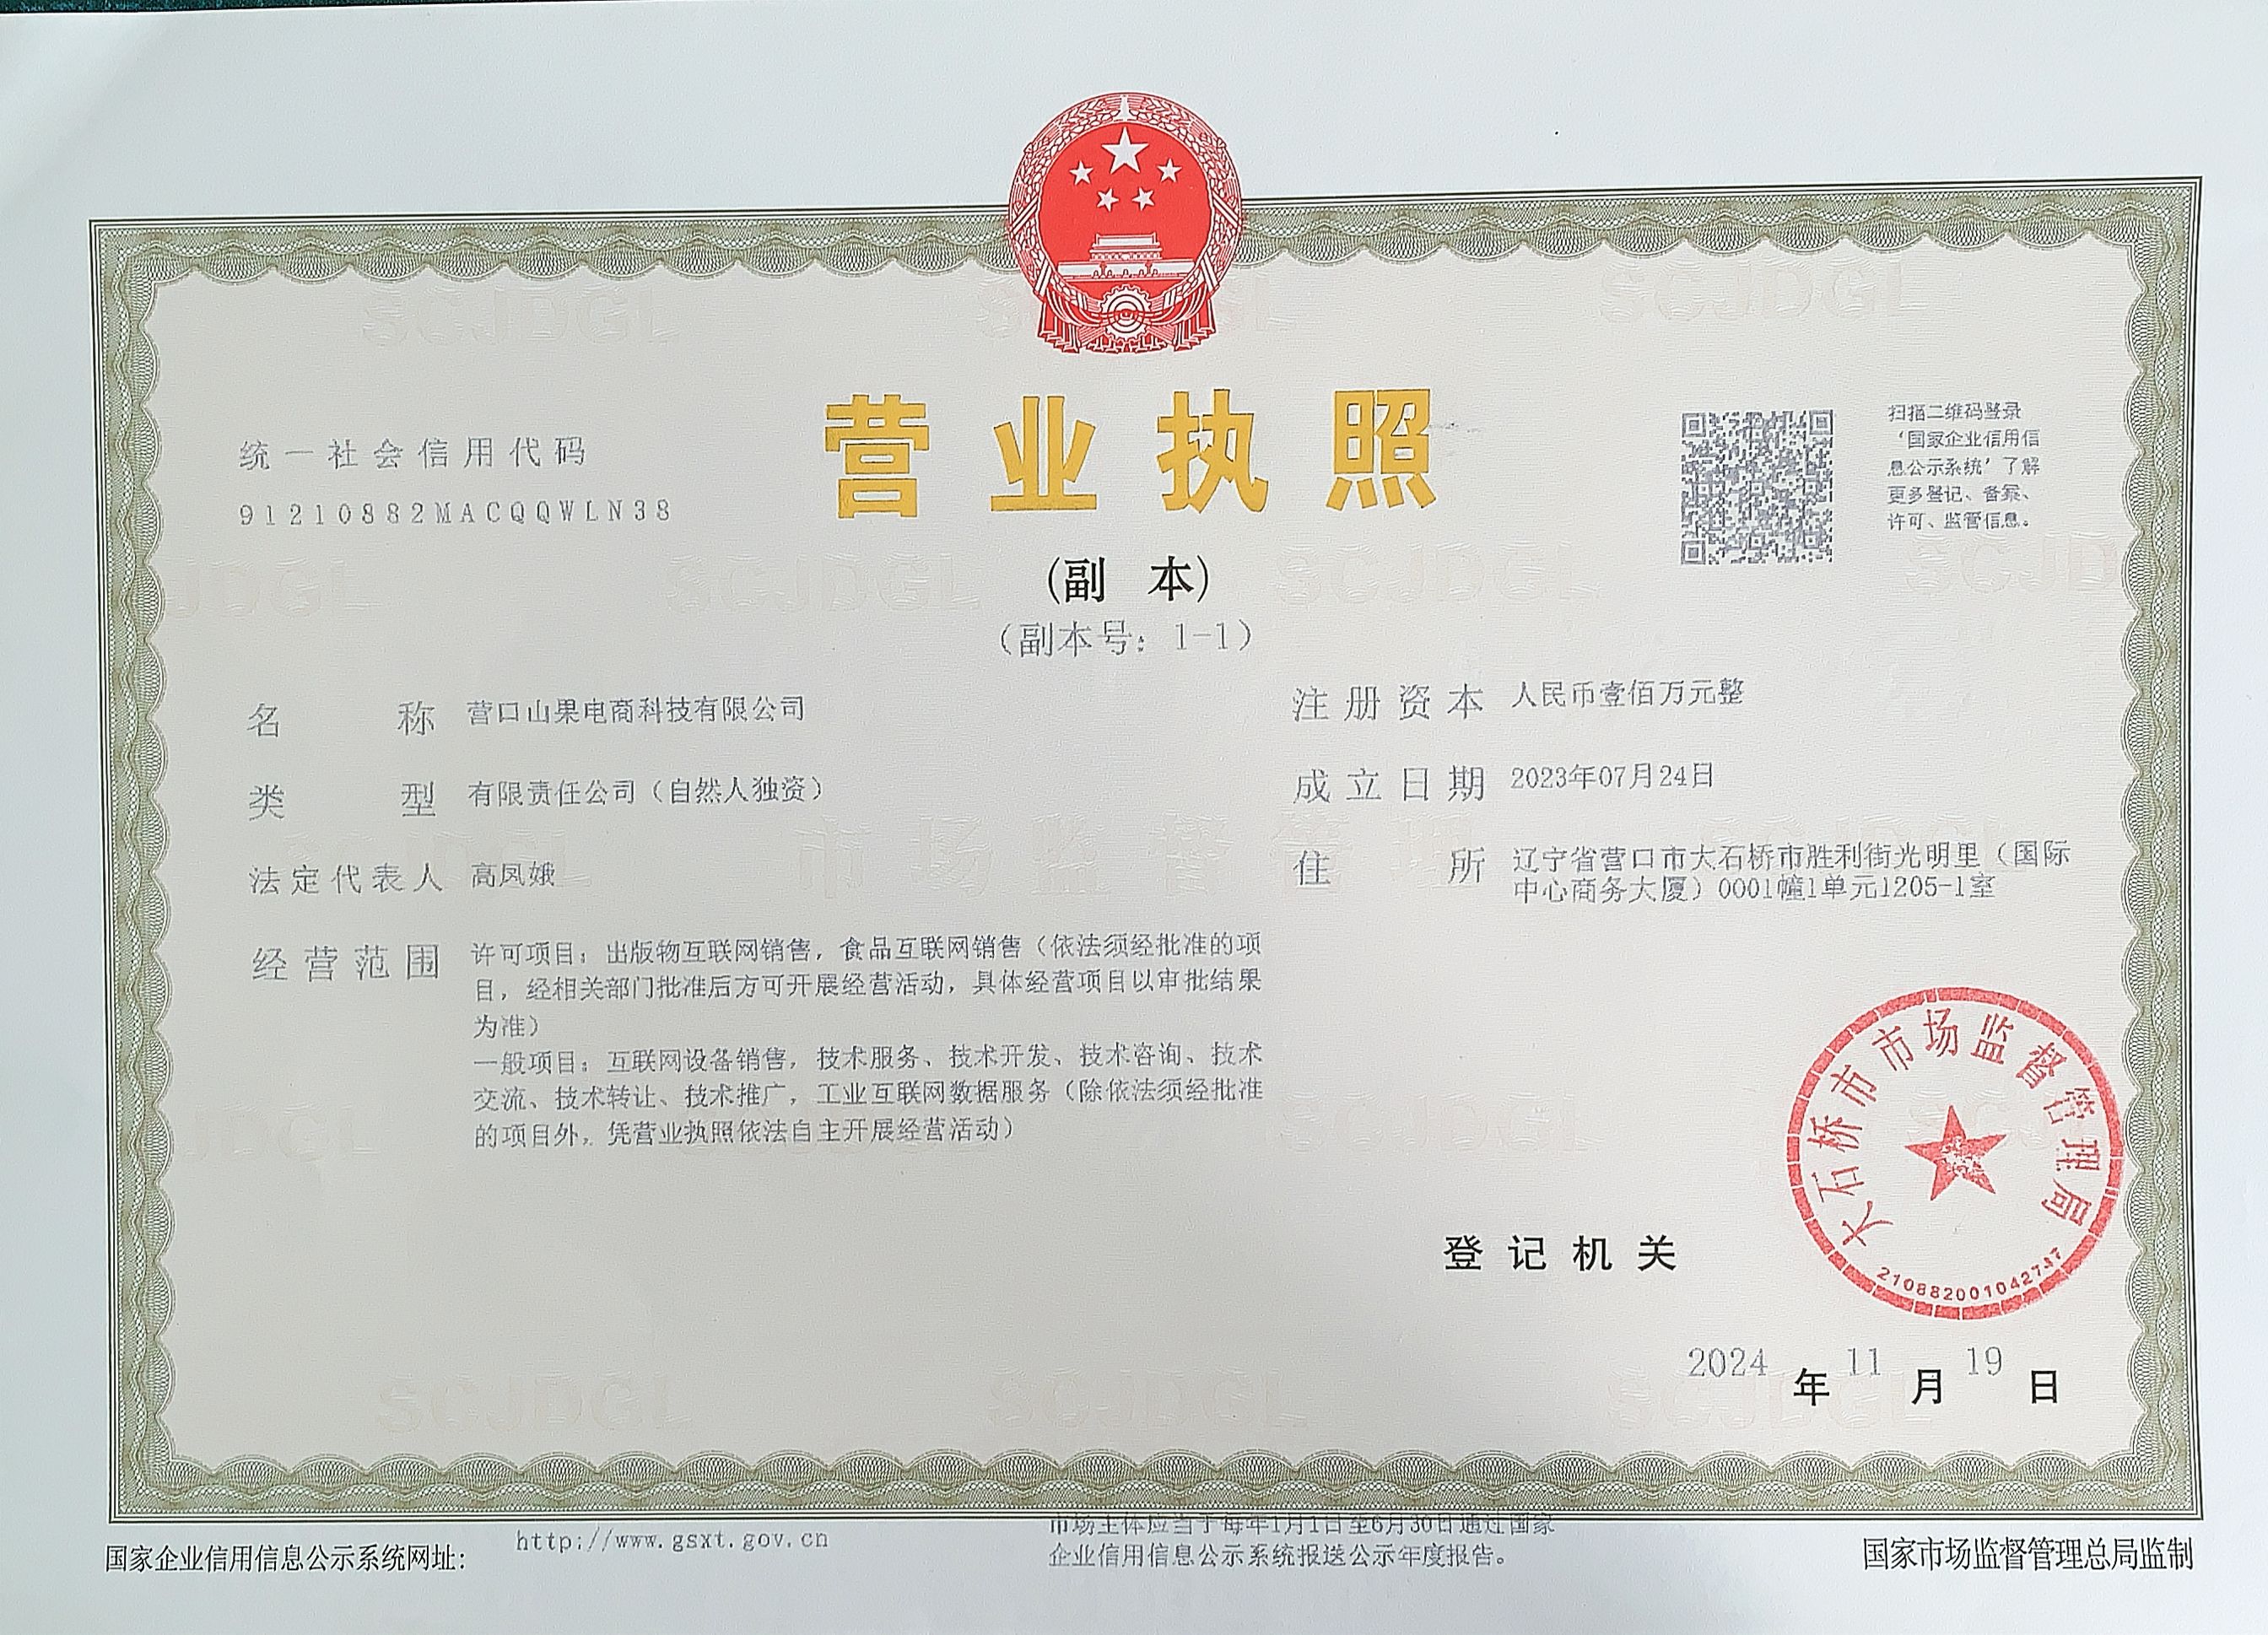 营业执照
(副 本)
（副本号：1-1）
统一社会信用代码
91210882MACQQWLN38
扫描二维码登录
‘国家企业信用信
息公示系统’了解
更多登记、备案、
许可、监管信息。
名 称 营口山果电商科技有限公司
类 型 有限责任公司（自然人独资）
法定代表人 高凤娥
经营范围 许可项目：出版物互联网销售，食品互联网销售（依法须经批准的项
目，经相关部门批准后方可开展经营活动，具体经营项目以审批结果
为准）
一般项目：互联网设备销售，技术服务、技术开发、技术咨询、技术
交流、技术转让、技术推广，工业互联网数据服务（除依法须经批准
的项目外，凭营业执照依法自主开展经营活动）
注册资本 人民币壹佰万元整
成立日期 2023年07月24日
住 所 辽宁省营口市大石桥市胜利街光明里（国际
中心商务大厦）0001幢1单元1205-1室
大石桥市市场监督管理局
2108820010427​47
登记机关
2024 年 11 月 19 日
国家企业信用信息公示系统网址：
http://www.gsxt.gov.cn
市场主体应当于每年1月1日至6月30日通过国家
企业信用信息公示系统报送公示年度报告。
国家市场监督管理总局监制
SCJDGL
市场监督管理